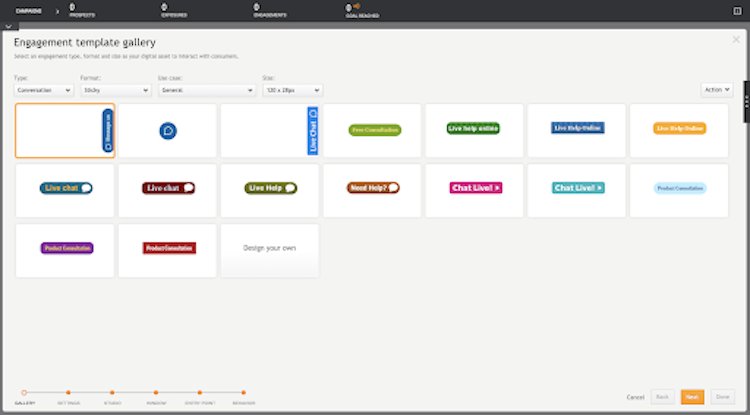 CAMPAIGN
0
PROSPECTS
0
EXPOSURES
0
ENGAGEMENTS
0
GOAL REACHED
Engagement template gallery
Select an engagement type, format and size as your digital asset to interact with consumers.
Type:
Format:
Use case:
Size:
Conversation
Sticky
General
120 x 28px
Action
Message us
Live Chat
Free Consultation
Live help online
Live Help Online
Live Help Online
Live chat
Live chat
Live Help
Need Help?
Chat Live! >
Chat Live! >
Product Consultation
Product Consultation
Product Consultation
Design your own
GALLERY
SETTINGS
STUDIO
WINDOW
ENTRY POINT
BEHAVIOR
Cancel
Back
Next
Done